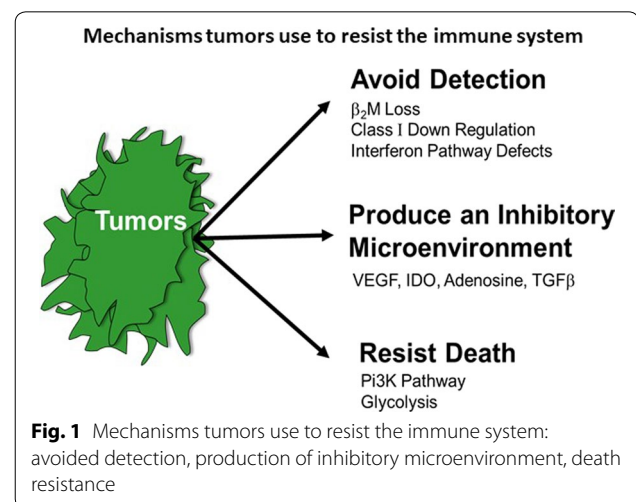 Mechanisms tumors use to resist the immune system
Avoid Detection
β₂M Loss
Class I Down Regulation
Interferon Pathway Defects
Tumors
Produce an Inhibitory
Microenvironment
VEGF, IDO, Adenosine, TGFβ
Resist Death
Pi3K Pathway
Glycolysis
Fig. 1 Mechanisms tumors use to resist the immune system:
avoided detection, production of inhibitory microenvironment, death
resistance